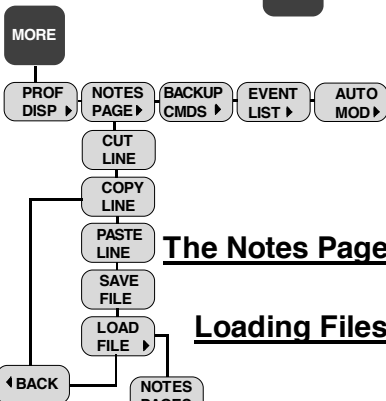 MORE
PROF DISP
NOTES PAGE
BACKUP CMDS
EVENT LIST
AUTO MOD
CUT LINE
COPY LINE
PASTE LINE
The Notes Page
SAVE FILE
LOAD FILE
Loading Files
BACK
NOTES
PAGES